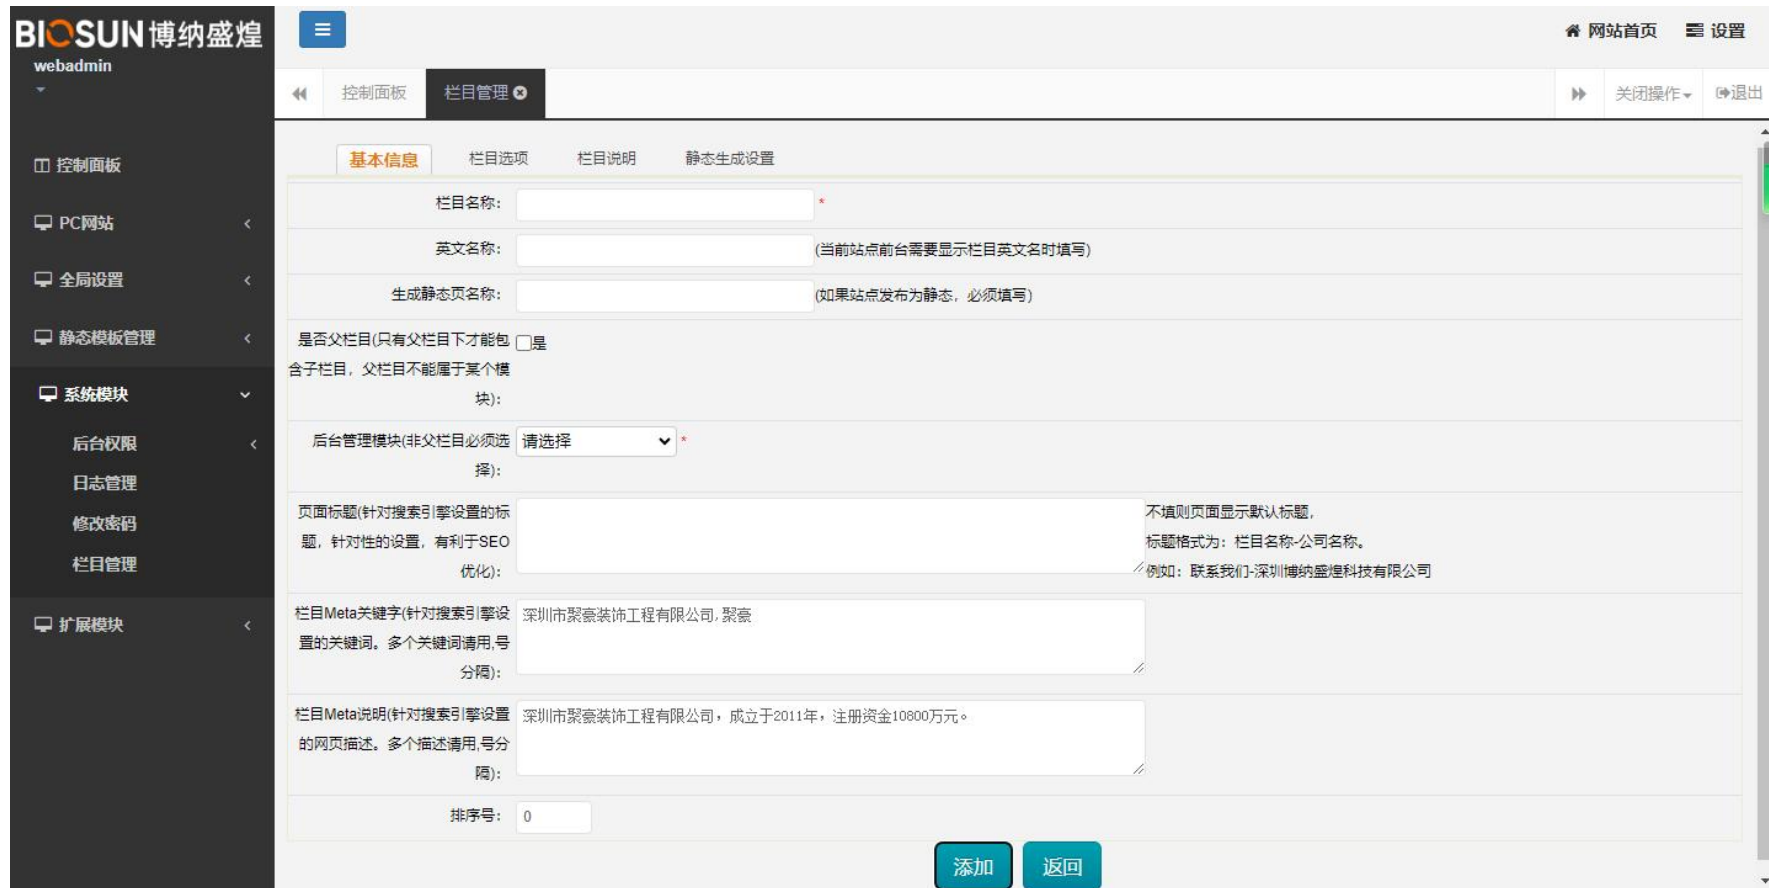 BIOSUN博纳盛煌
webadmin
网站首页 设置
控制面板 栏目管理 关闭操作 退出
控制面板
PC网站
全局设置
静态模板管理
系统模块
后台权限
日志管理
修改密码
栏目管理
扩展模块
基本信息 栏目选项 栏目说明 静态生成设置
栏目名称: *
英文名称: (当前站点前台需要显示栏目英文名时填写)
生成静态页名称: (如果站点发布为静态,必须填写)
是否父栏目(只有父栏目下才能包 是
含子栏目,父栏目不能属于某个模
块):
后台管理模块(非父栏目必须选 请选择 *
择):
页面标题(针对搜索引擎设置的标 不填则页面显示默认标题,
题,针对性的设置,有利于SEO 标题格式为:栏目名称-公司名称。
优化): 例如:联系我们-深圳博纳盛煌科技有限公司
栏目Meta关键字(针对搜索引擎设 深圳市聚豪装饰工程有限公司,聚豪
置的关键词。多个关键词请用,号
分隔):
栏目Meta说明(针对搜索引擎设置 深圳市聚豪装饰工程有限公司，成立于2011年，注册资金10800万元。
的网页描述。多个描述请用,号分
隔):
排序号: 0
添加 返回